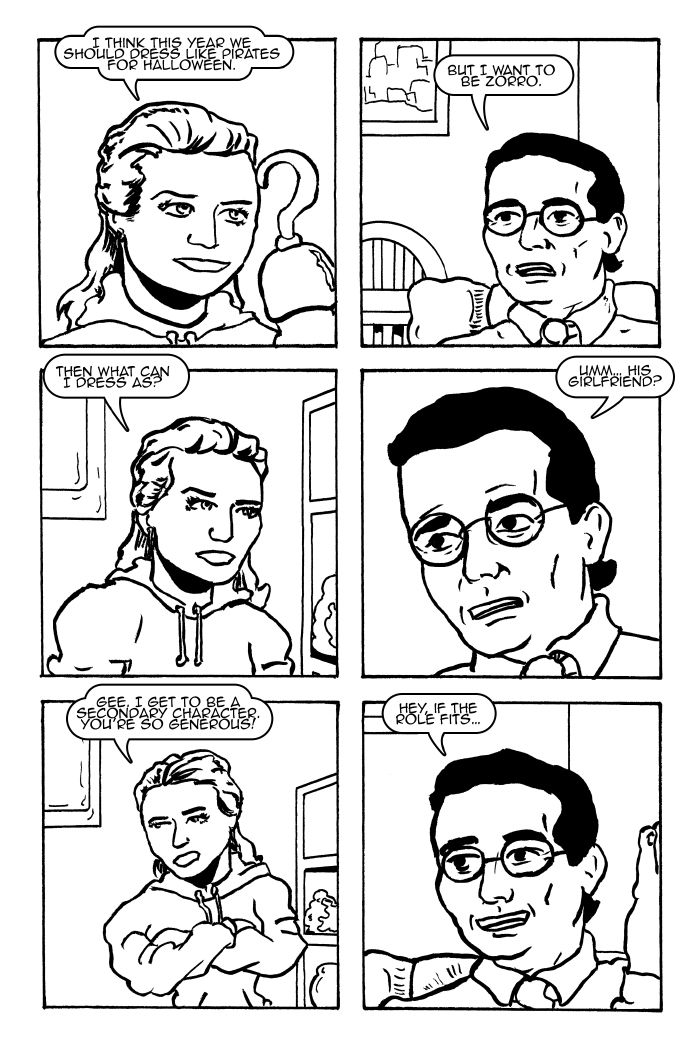 I THINK THIS YEAR WE
SHOULD DRESS LIKE PIRATES
FOR HALLOWEEN.
BUT I WANT TO
BE ZORRO.
THEN WHAT CAN
I DRESS AS?
UMM... HIS
GIRLFRIEND?
GEE, I GET TO BE A
SECONDARY CHARACTER.
YOU'RE SO GENEROUS!
HEY, IF THE
ROLE FITS...